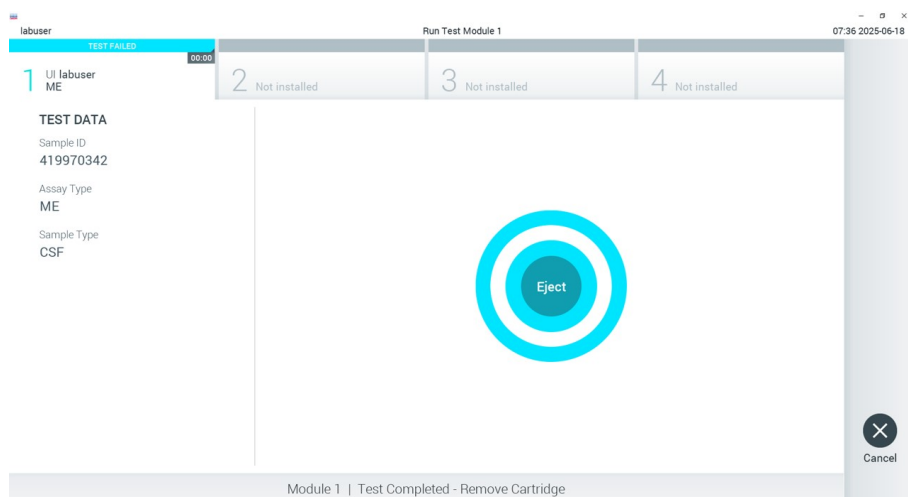 labuser
Run Test Module 1
07:36 2025-06-18
TEST FAILED
00:00
1 UI labuser
ME
2 Not installed
3 Not installed
4 Not installed
TEST DATA
Sample ID
419970342
Assay Type
ME
Sample Type
CSF
Eject
Cancel
Module 1 | Test Completed - Remove Cartridge